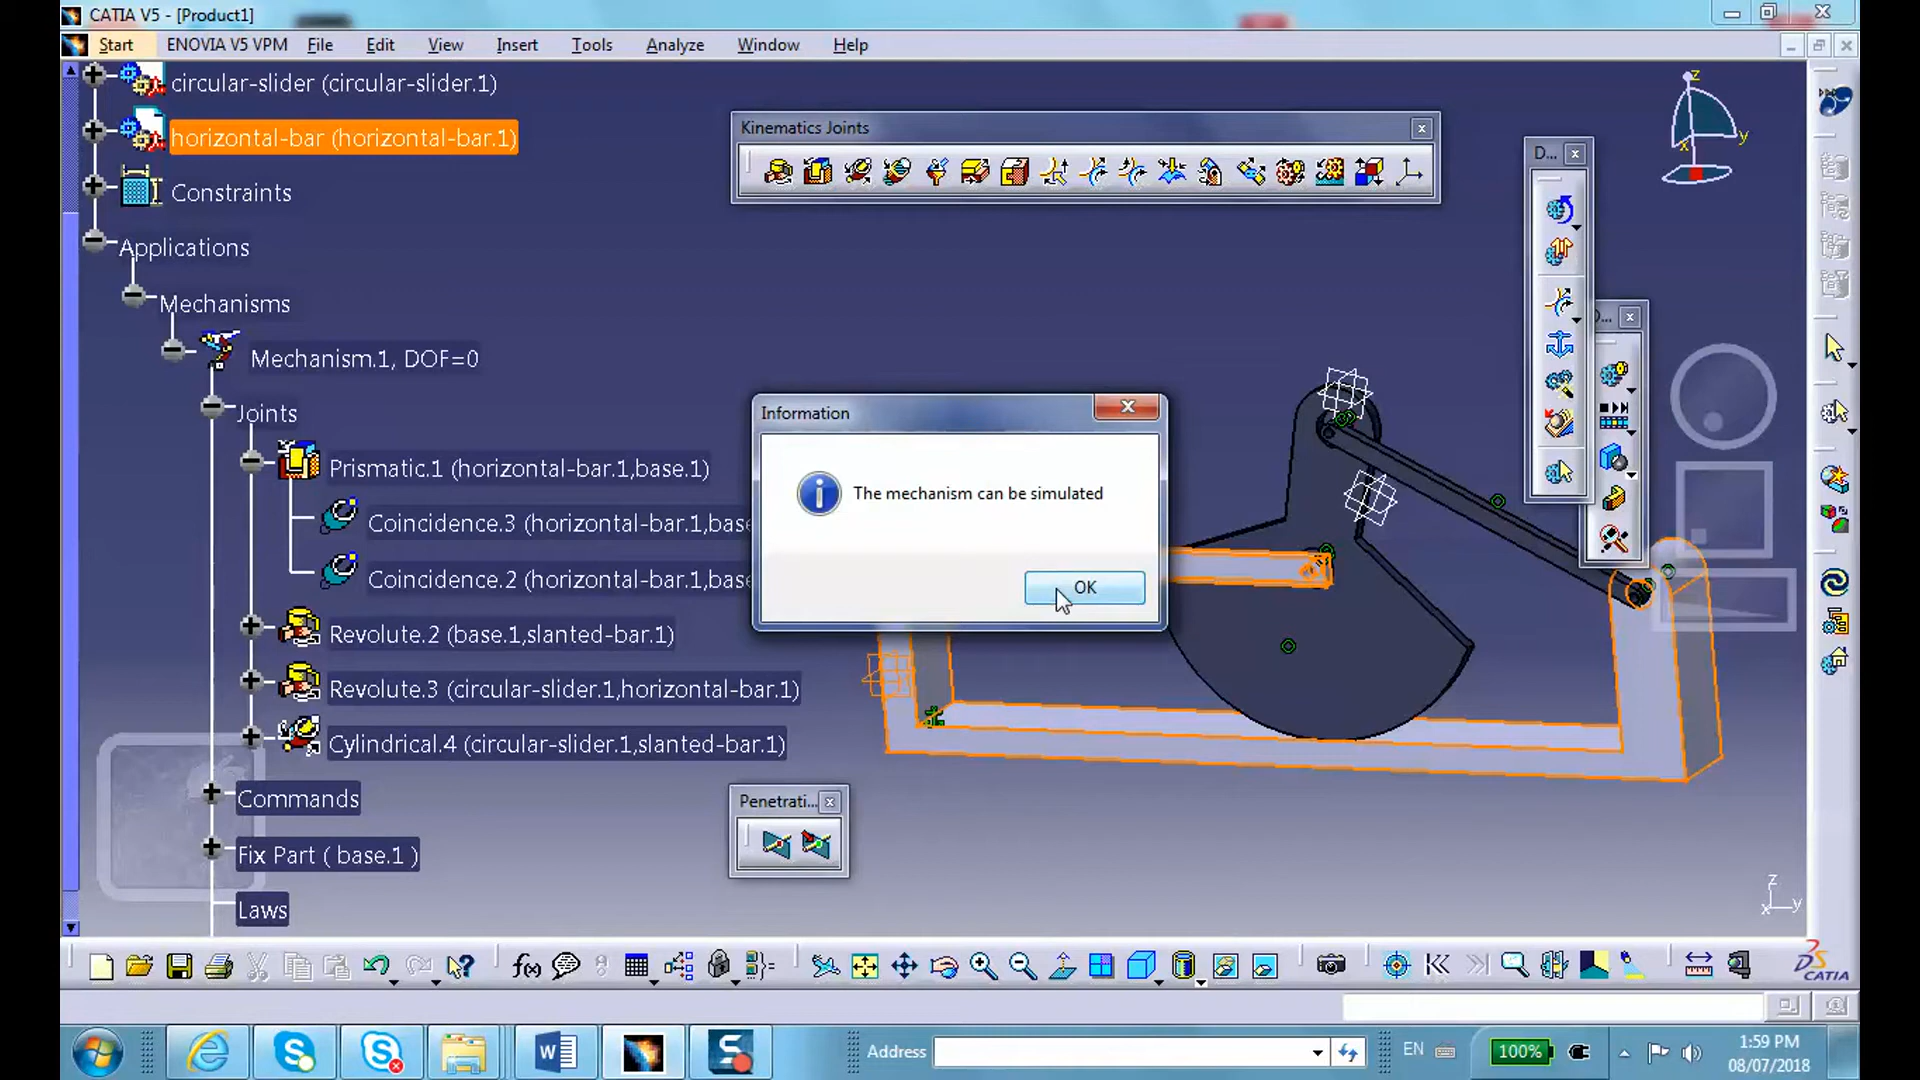 CATIA V5 - [Product1]
Start ENOVIA V5 VPM File Edit View Insert Tools Analyze Window Help
circular-slider (circular-slider.1)
horizontal-bar (horizontal-bar.1)
Constraints
Applications
Mechanisms
Mechanism.1, DOF=0
Joints
Prismatic.1 (horizontal-bar.1,base.1)
Coincidence.3 (horizontal-bar.1,base
Coincidence.2 (horizontal-bar.1,base
Revolute.2 (base.1,slanted-bar.1)
Revolute.3 (circular-slider.1,horizontal-bar.1)
Cylindrical.4 (circular-slider.1,slanted-bar.1)
Commands
Fix Part ( base.1 )
Laws
Kinematics Joints
D...
Information
The mechanism can be simulated
OK
Penetrati...
z
y
x
z
x y
f(x)
DS
CATIA
Address
EN
100%
1:59 PM
08/07/2018